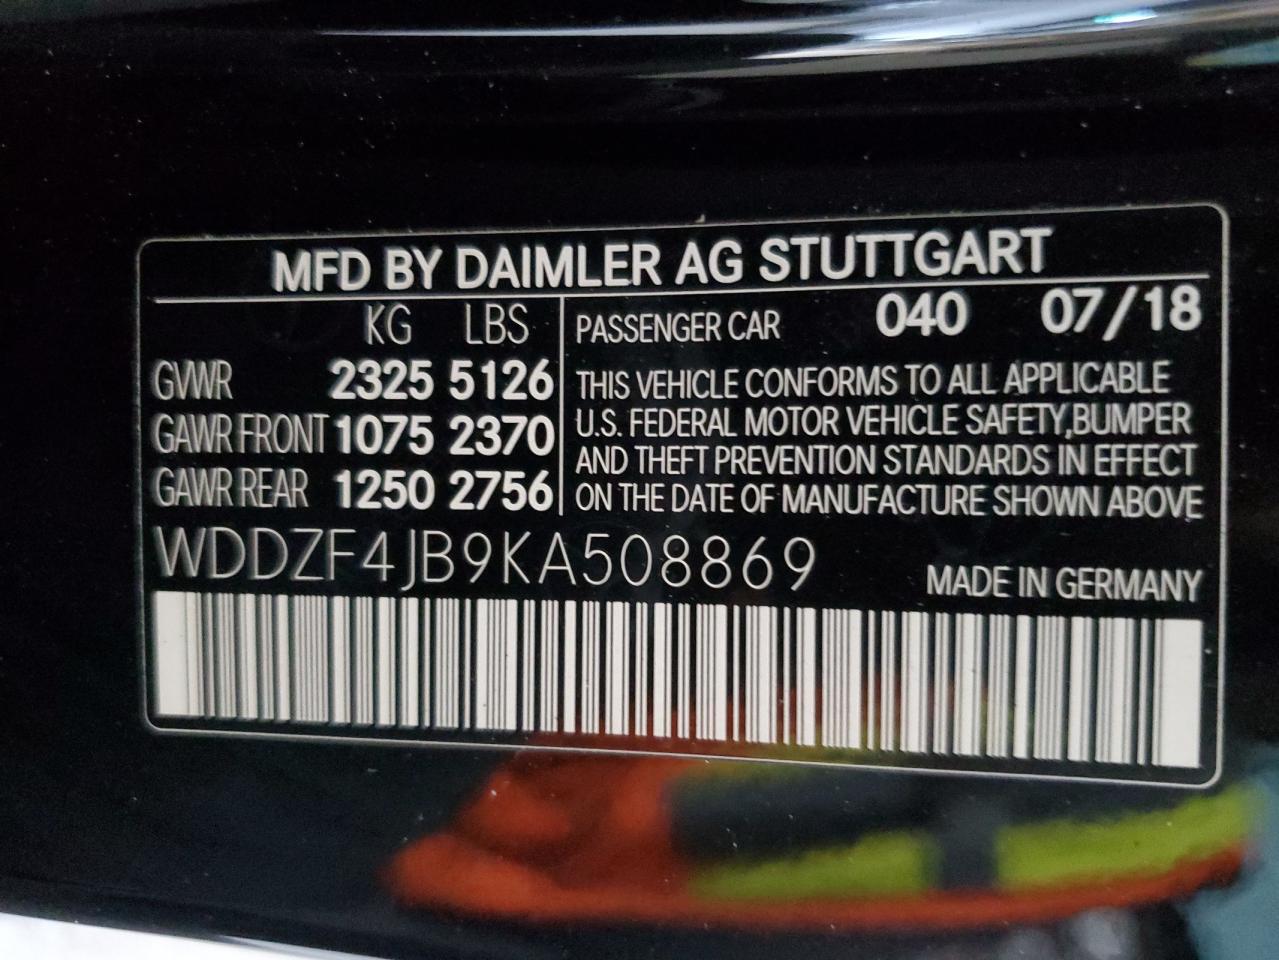 MFD BY DAIMLER AG STUTTGART
KG LBS
GVWR 2325 5126
GAWR FRONT 1075 2370
GAWR REAR 1250 2756
PASSENGER CAR 040 07/18
THIS VEHICLE CONFORMS TO ALL APPLICABLE
U.S. FEDERAL MOTOR VEHICLE SAFETY,BUMPER
AND THEFT PREVENTION STANDARDS IN EFFECT
ON THE DATE OF MANUFACTURE SHOWN ABOVE
WDDZF4JB9KA508869
MADE IN GERMANY